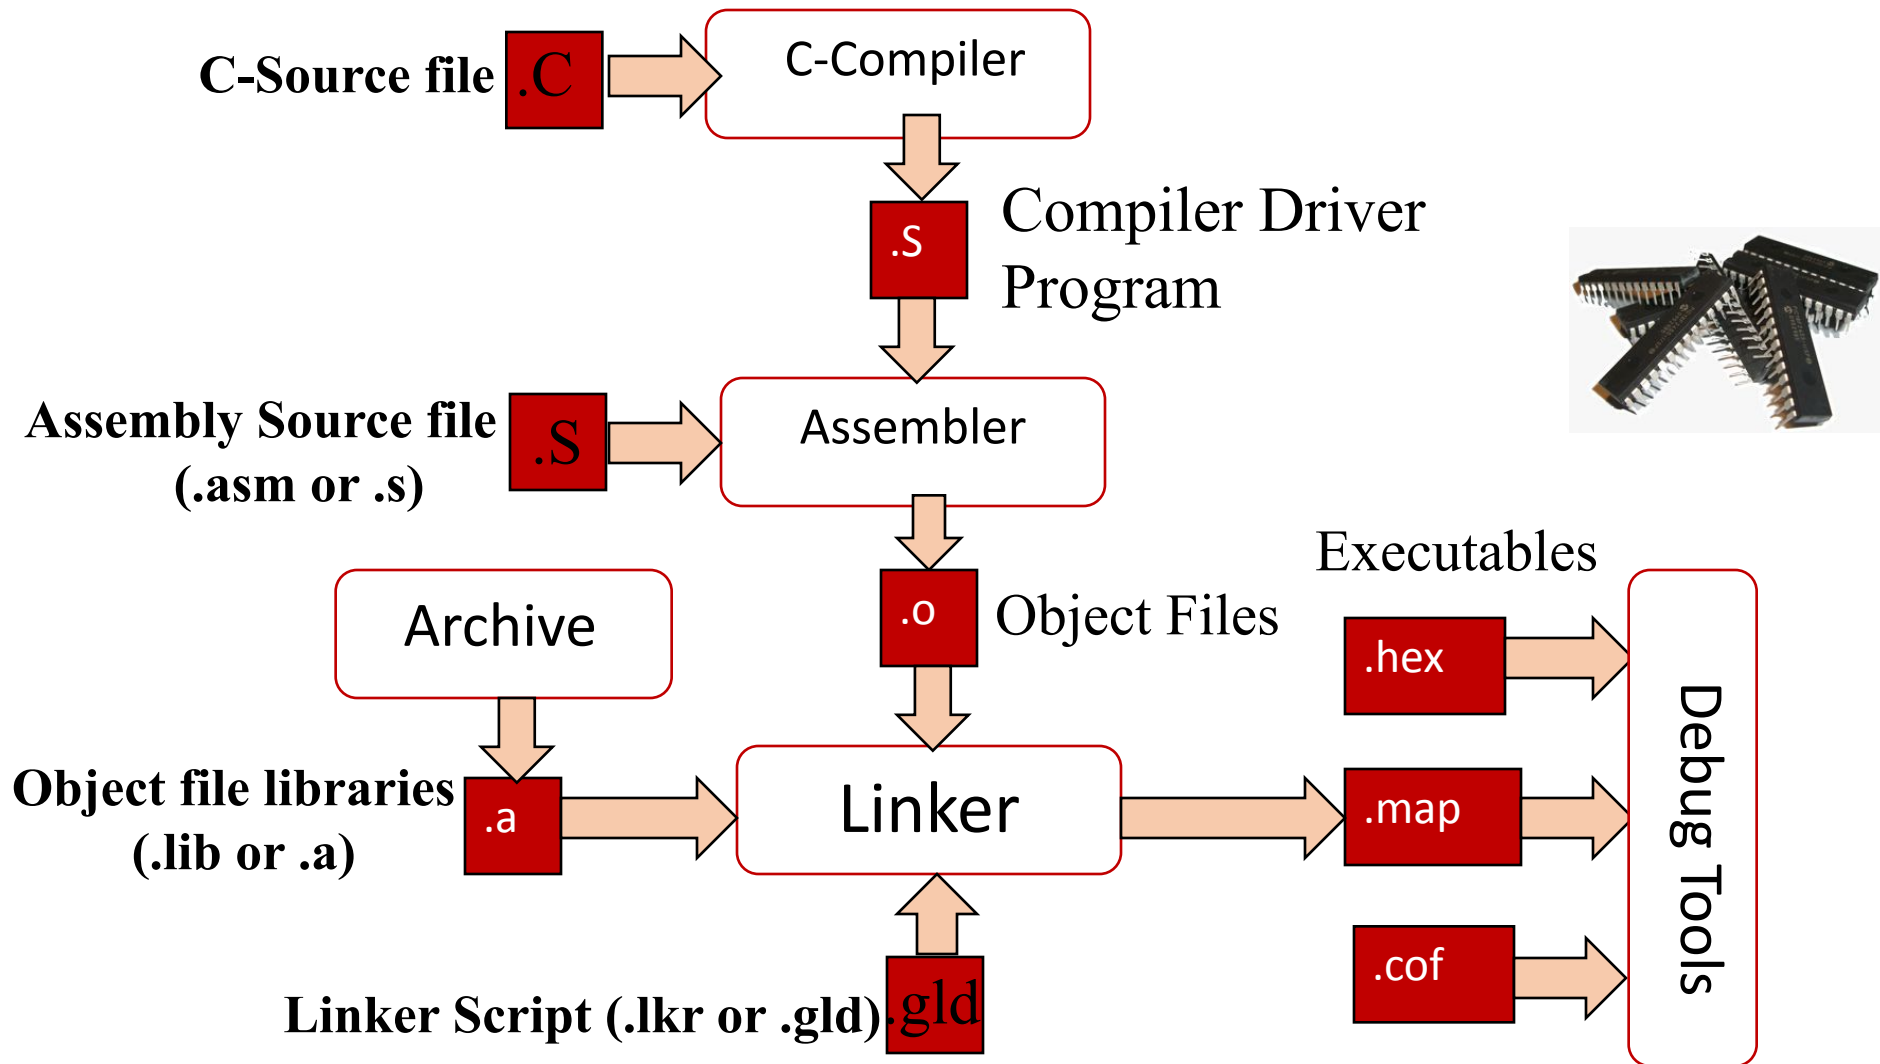 C-Source file
.C
C-Compiler
.S
Compiler Driver
Program
Assembly Source file
(.asm or .s)
.S
Assembler
Archive
.o
Object Files
Executables
.hex
Object file libraries
(.lib or .a)
.a
Linker
.map
Debug Tools
.cof
Linker Script (.lkr or .gld)
.gld